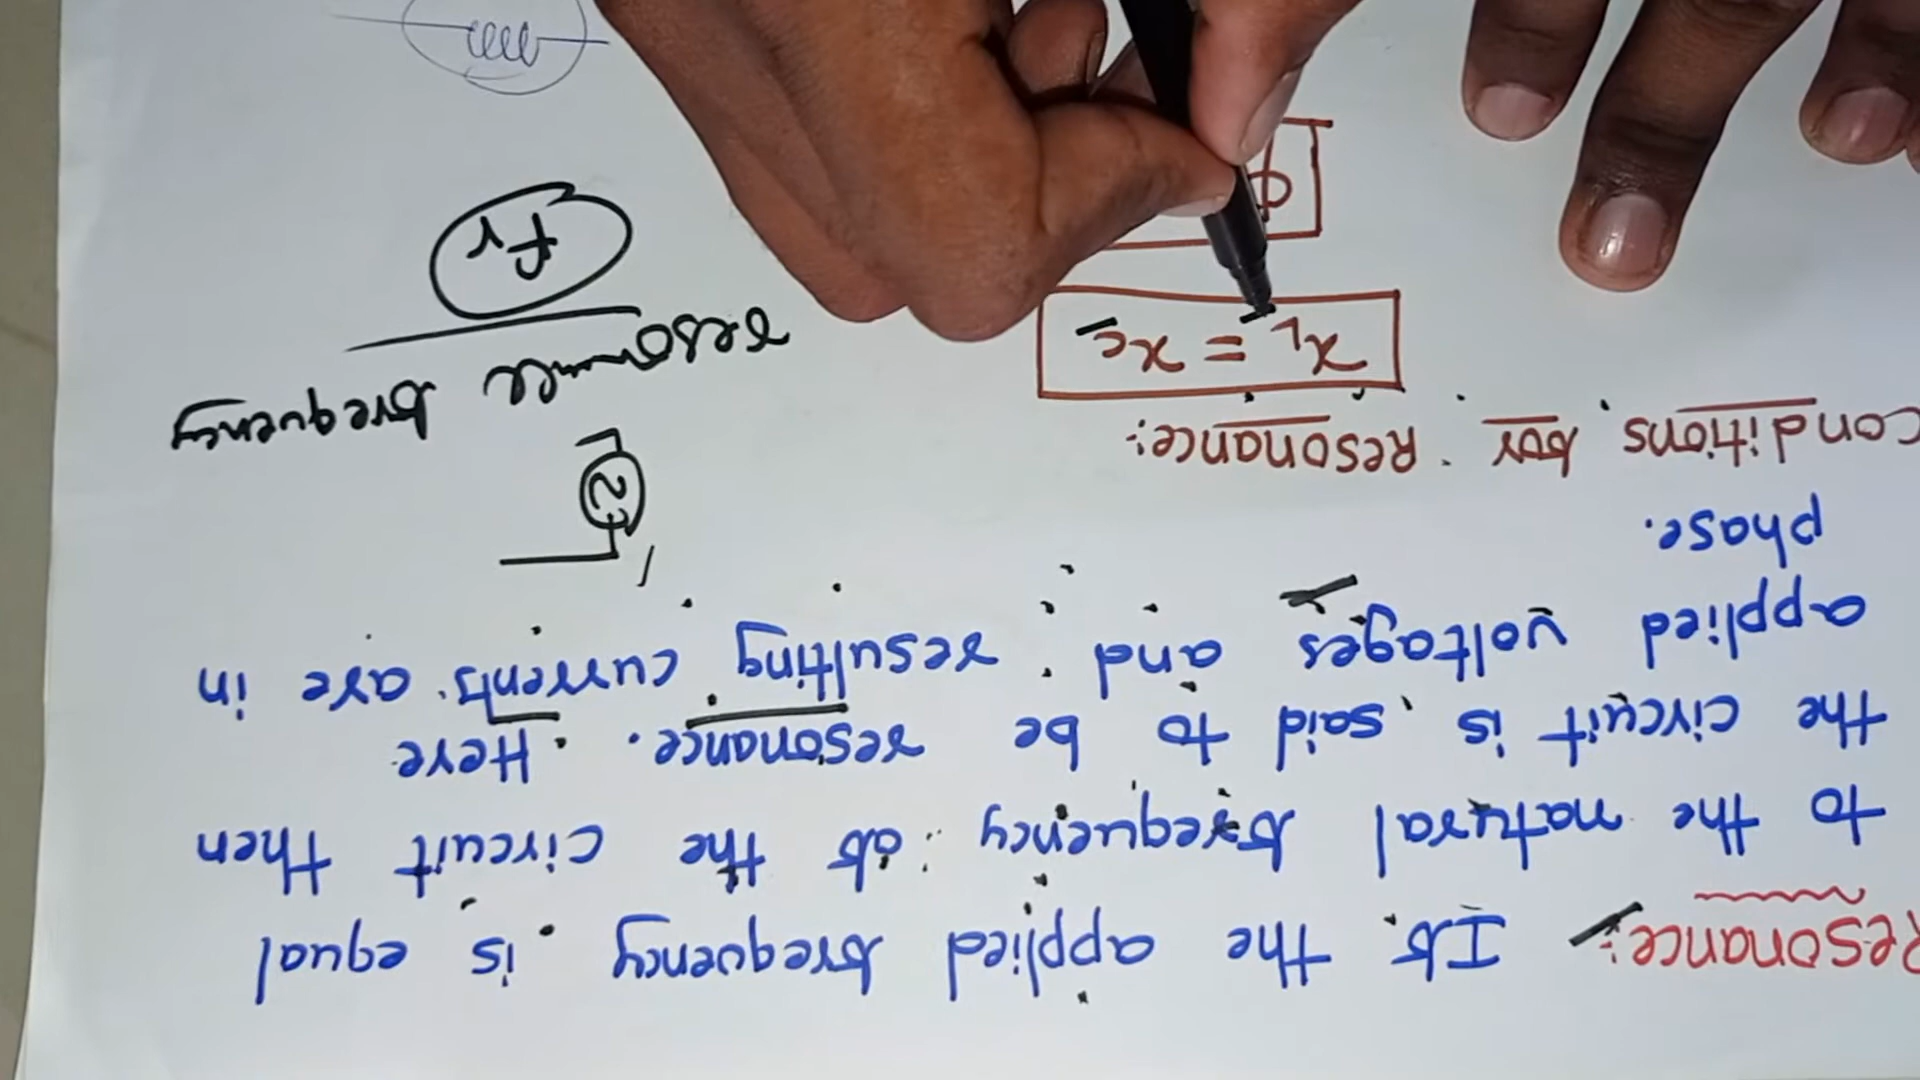 Resonance:- If the applied frequency is equal
to the natural frequency of the circuit then
the circuit is said to be resonance. Here
applied voltages and resulting currents are in
phase.
conditions for Resonance:-
XL = XC
ϕ
resonance frequency
fr